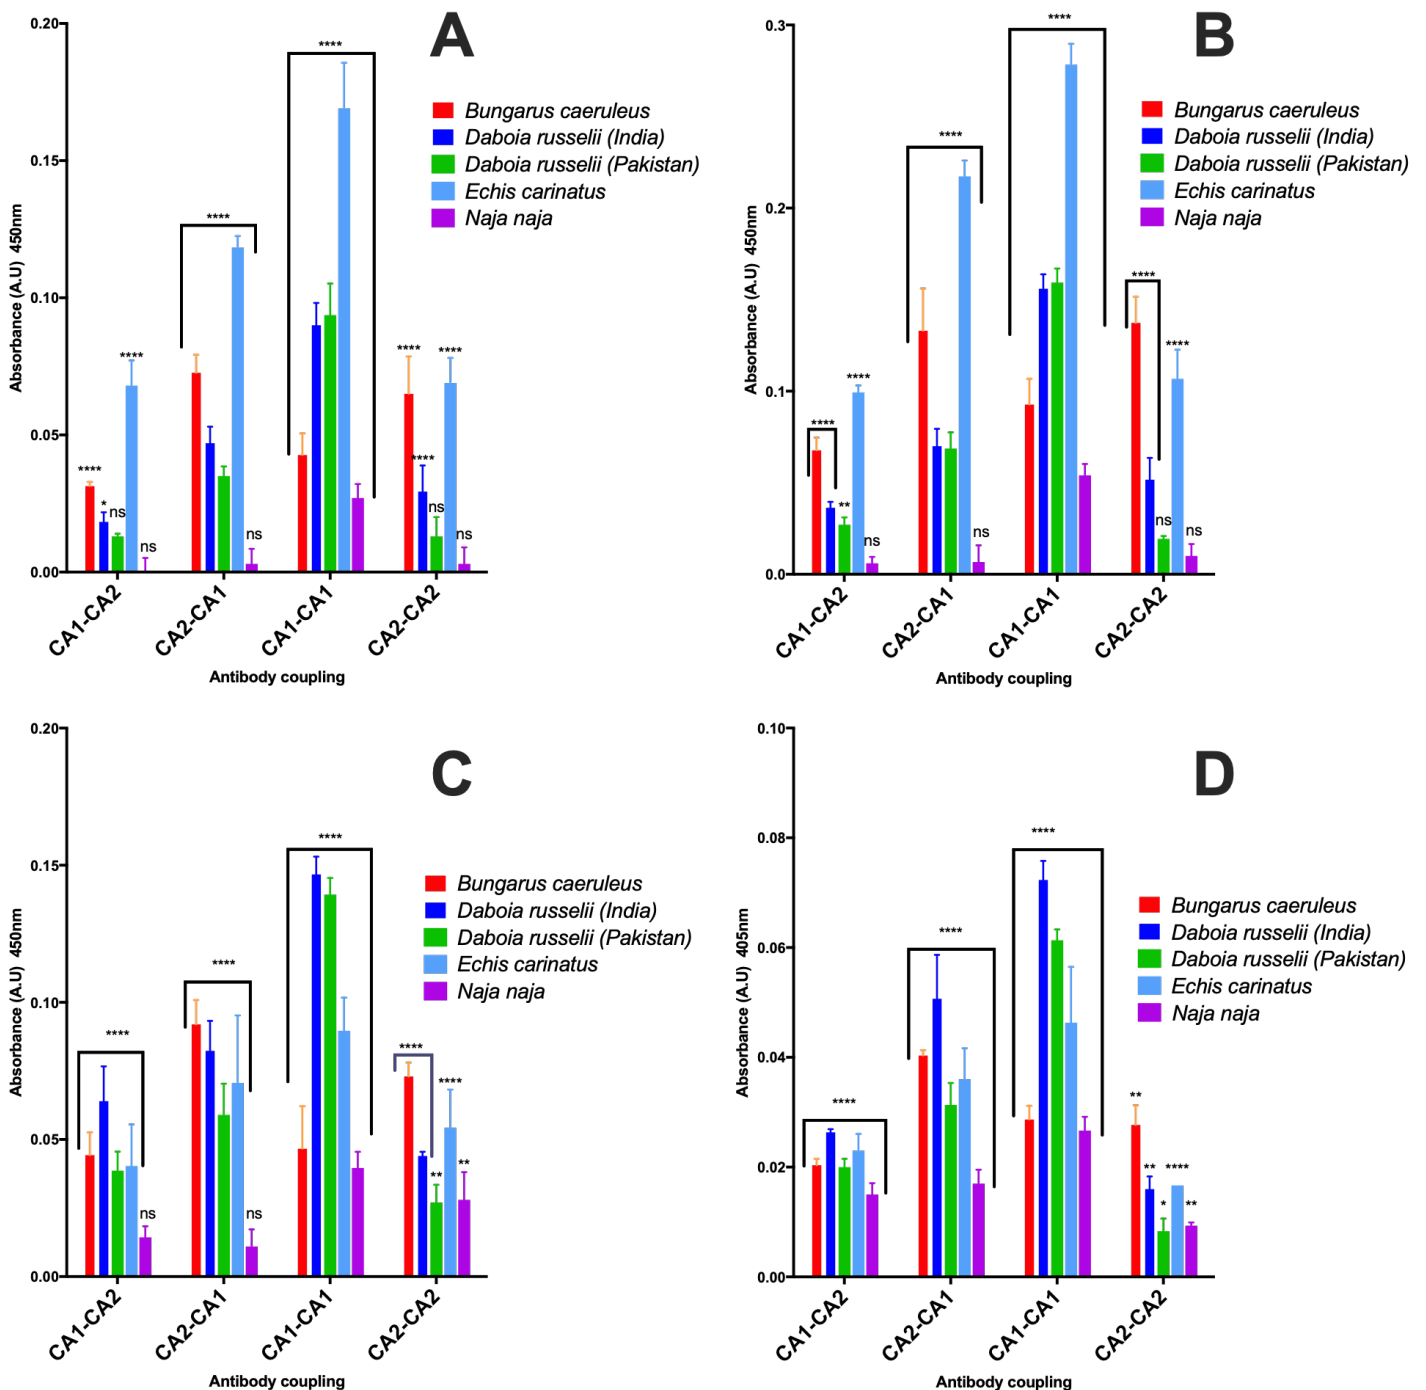 A
0.20
0.15
0.10
0.05
0.00
Absorbance (A.U) 450nm
****
****
****
****
****
****
****
*
ns
ns
ns
****
ns
ns
Bungarus caeruleus
Daboia russelii (India)
Daboia russelii (Pakistan)
Echis carinatus
Naja naja
CA1-CA2
CA2-CA1
CA1-CA1
CA2-CA2
Antibody coupling
B
0.3
0.2
0.1
0.0
Absorbance (A.U) 450nm
****
****
****
****
****
****
**
ns
ns
ns
ns
Bungarus caeruleus
Daboia russelii (India)
Daboia russelii (Pakistan)
Echis carinatus
Naja naja
CA1-CA2
CA2-CA1
CA1-CA1
CA2-CA2
Antibody coupling
C
0.20
0.15
0.10
0.05
0.00
Absorbance (A.U) 450nm
****
****
****
****
****
**
**
ns
ns
Bungarus caeruleus
Daboia russelii (India)
Daboia russelii (Pakistan)
Echis carinatus
Naja naja
CA1-CA2
CA2-CA1
CA1-CA1
CA2-CA2
Antibody coupling
D
0.10
0.08
0.06
0.04
0.02
0.00
Absorbance (A.U) 405nm
****
****
****
**
**
*
****
**
Bungarus caeruleus
Daboia russelii (India)
Daboia russelii (Pakistan)
Echis carinatus
Naja naja
CA1-CA2
CA2-CA1
CA1-CA1
CA2-CA2
Antibody coupling